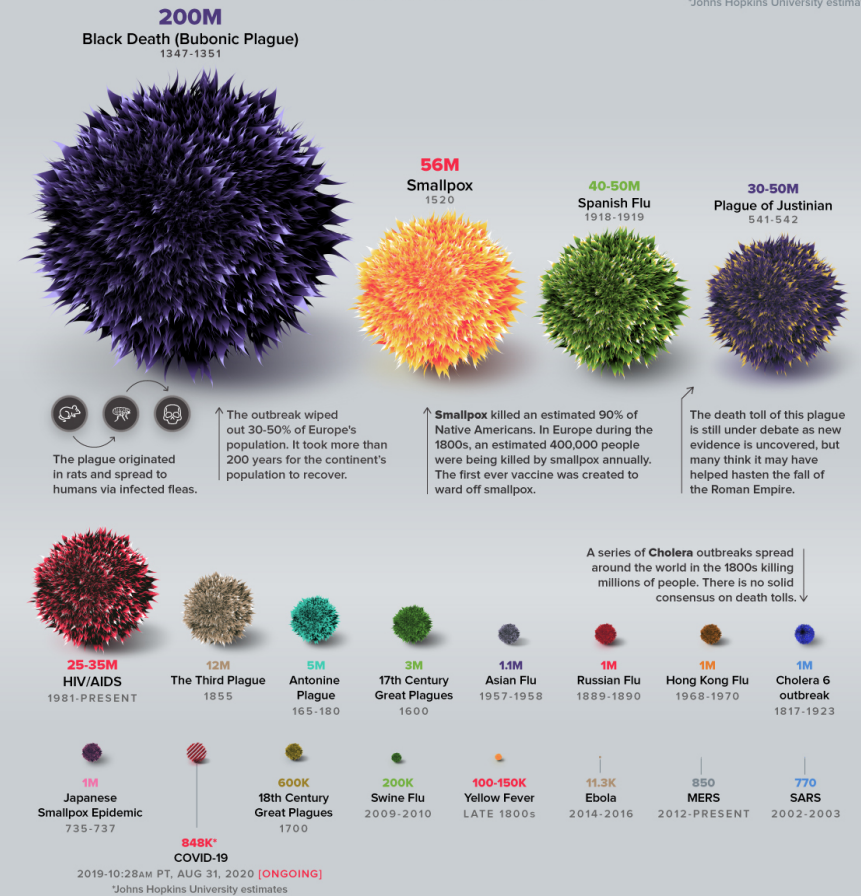 *Johns Hopkins University estima
200M
Black Death (Bubonic Plague)
1347-1351
56M
Smallpox
1520
40-50M
Spanish Flu
1918-1919
30-50M
Plague of Justinian
541-542
The plague originated
in rats and spread to
humans via infected fleas.
The outbreak wiped
out 30-50% of Europe's
population. It took more than
200 years for the continent's
population to recover.
Smallpox killed an estimated 90% of
Native Americans. In Europe during the
1800s, an estimated 400,000 people
were being killed by smallpox annually.
The first ever vaccine was created to
ward off smallpox.
The death toll of this plague
is still under debate as new
evidence is uncovered, but
many think it may have
helped hasten the fall of
the Roman Empire.
A series of Cholera outbreaks spread
around the world in the 1800s killing
millions of people. There is no solid
consensus on death tolls.
25-35M
HIV/AIDS
1981-PRESENT
12M
The Third Plague
1855
5M
Antonine
Plague
165-180
3M
17th Century
Great Plagues
1600
1.1M
Asian Flu
1957-1958
1M
Russian Flu
1889-1890
1M
Hong Kong Flu
1968-1970
1M
Cholera 6
outbreak
1817-1923
1M
Japanese
Smallpox Epidemic
735-737
848K*
COVID-19
2019-10:28AM PT, AUG 31, 2020 [ONGOING]
*Johns Hopkins University estimates
600K
18th Century
Great Plagues
1700
200K
Swine Flu
2009-2010
100-150K
Yellow Fever
LATE 1800s
11.3K
Ebola
2014-2016
850
MERS
2012-PRESENT
770
SARS
2002-2003